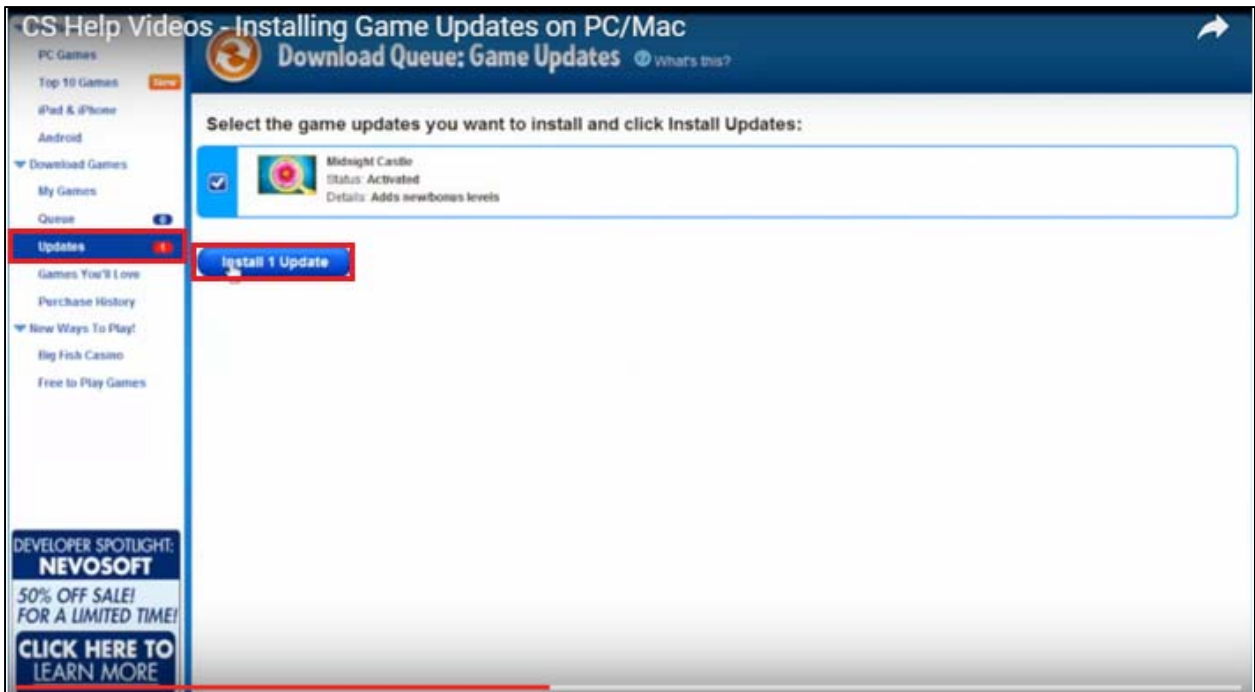 CS Help Videos - Installing Game Updates on PC/Mac
Download Queue: Game Updates What's this?
PC Games
Top 10 Games New
iPad & iPhone
Android
Download Games
My Games
Queue 0
Updates 1
Games You'll Love
Purchase History
New Ways To Play!
Big Fish Casino
Free to Play Games
Select the game updates you want to install and click Install Updates:
Midnight Castle
Status: Activated
Details: Adds new/bonus levels
Install 1 Update
DEVELOPER SPOTLIGHT:
NEVOSOFT
50% OFF SALE!
FOR A LIMITED TIME!
CLICK HERE TO
LEARN MORE